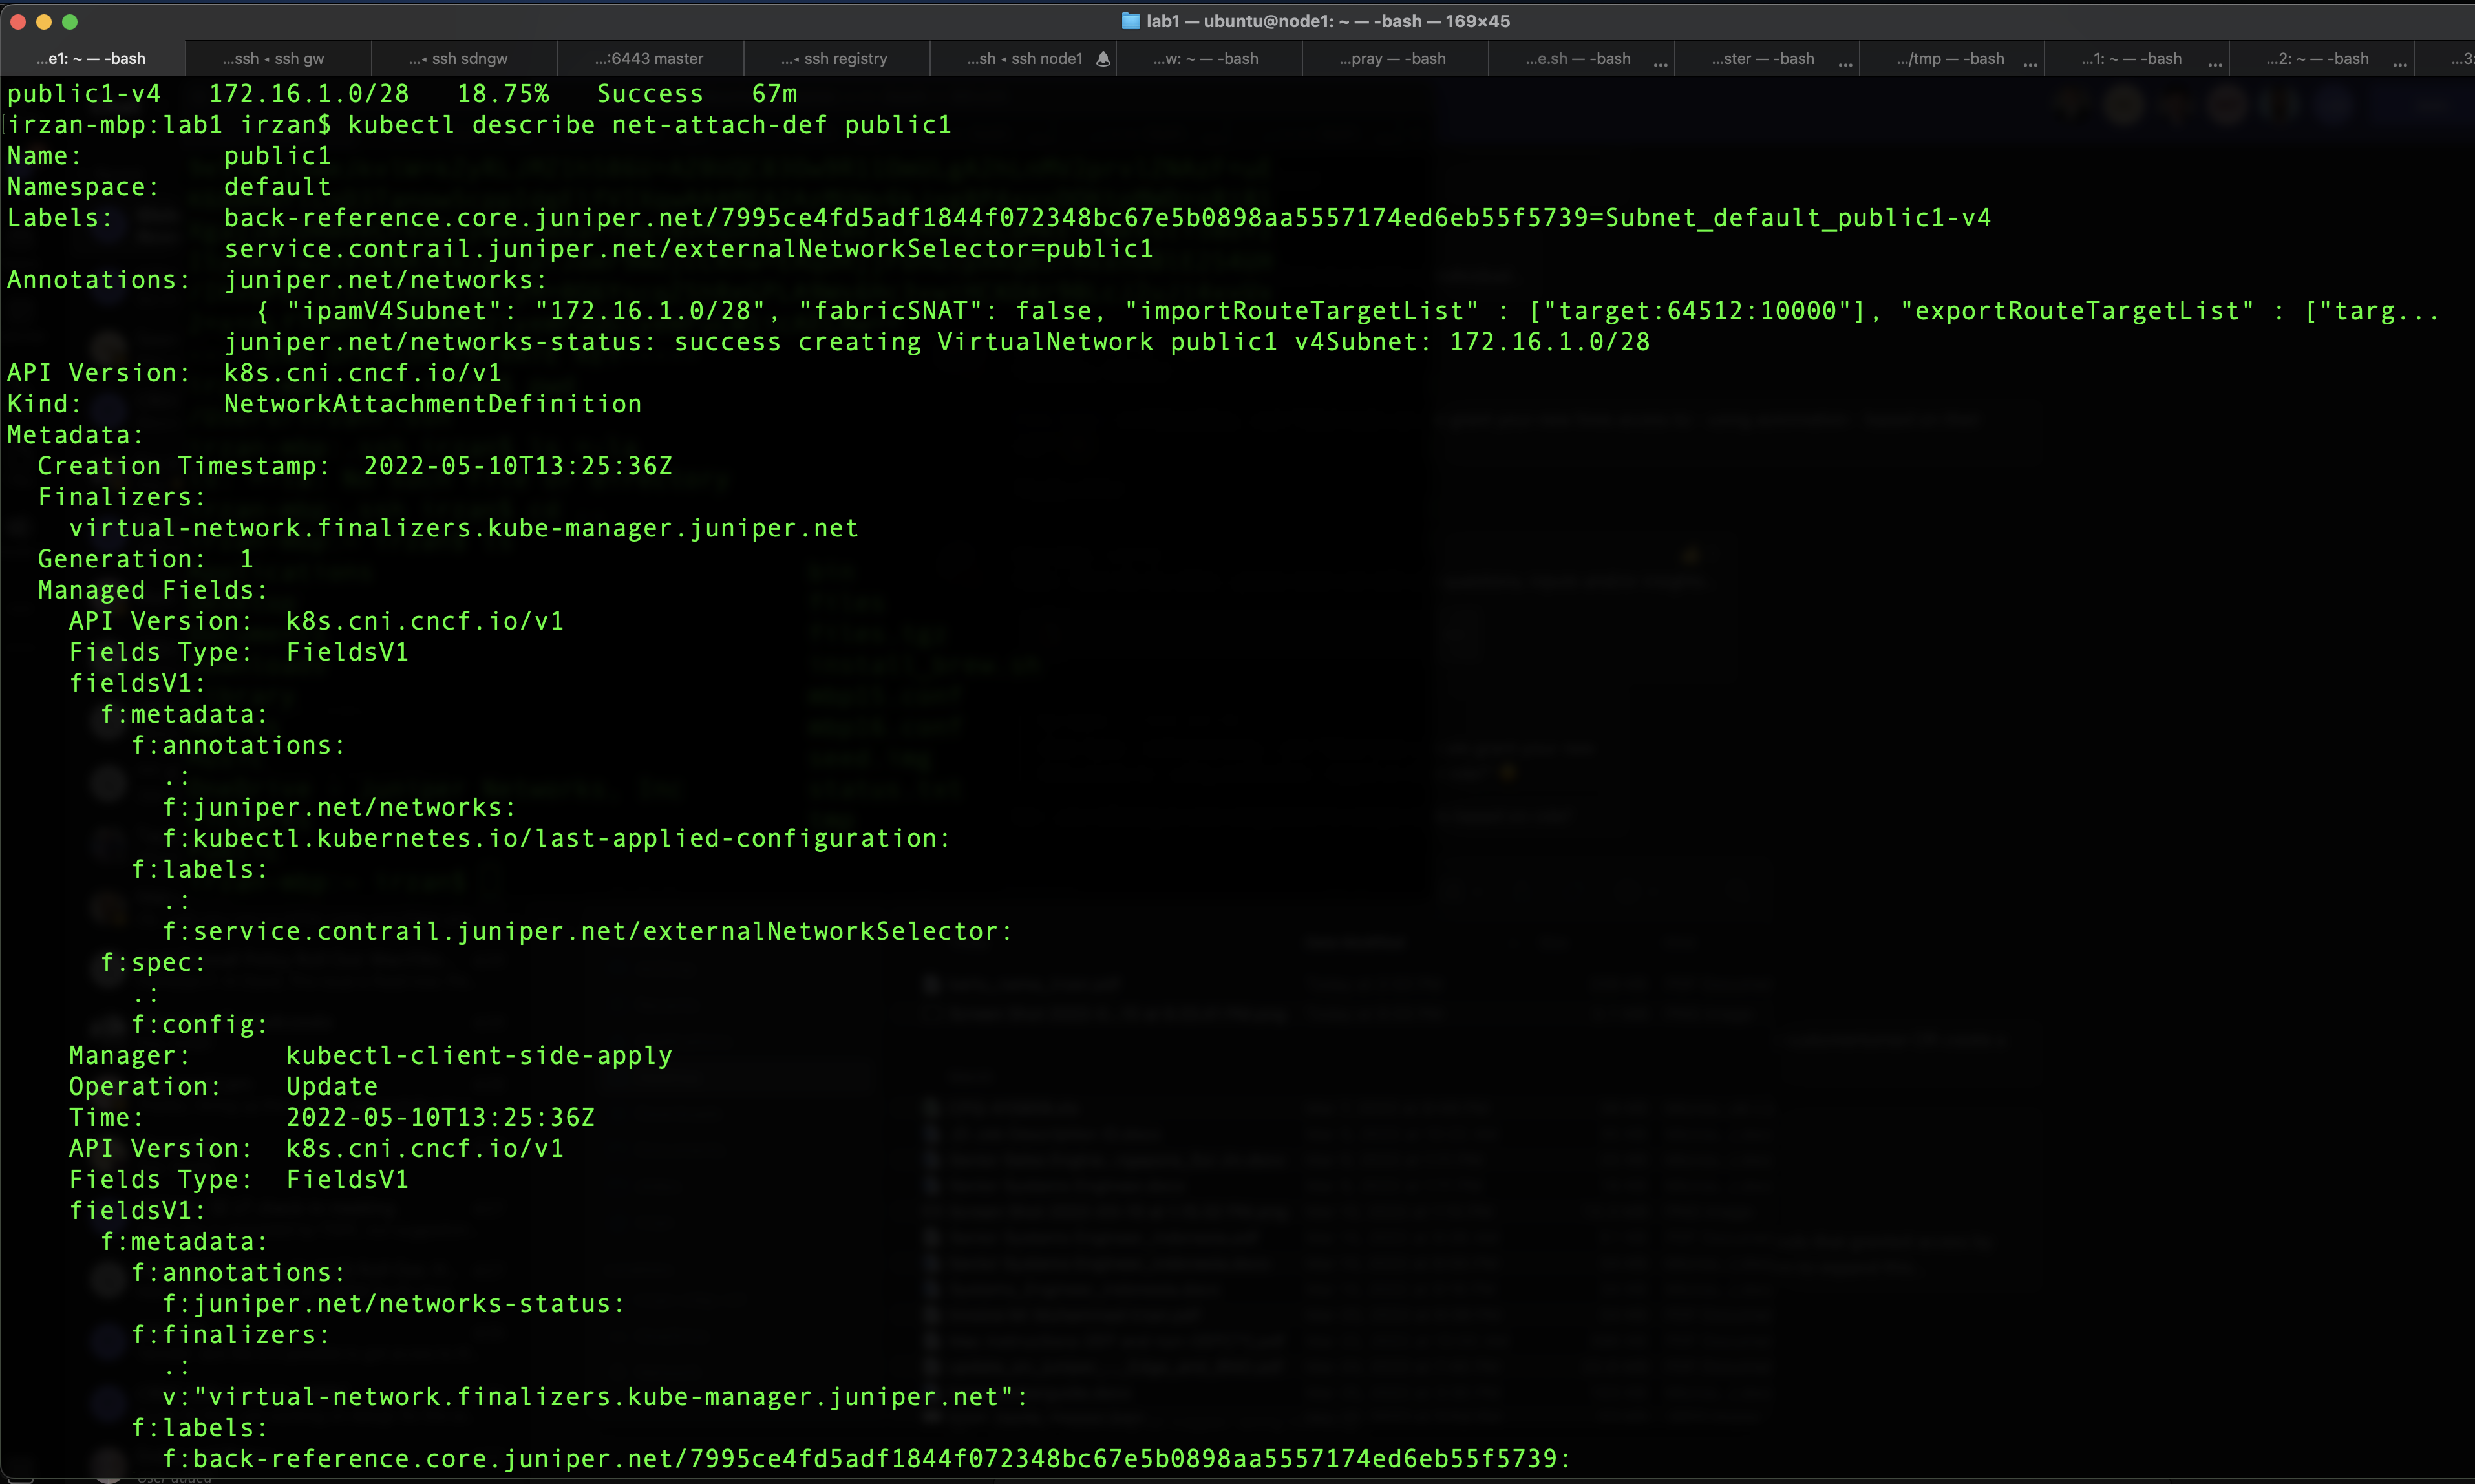 lab1 — ubuntu@node1: ~ — -bash — 169×45
...e1: ~ — -bash ...ssh ◂ ssh gw ...◂ ssh sdngw ...:6443 master ...◂ ssh registry ...sh ◂ ssh node1 ...w: ~ — -bash ...pray — -bash ...e.sh — -bash ... ...ster — -bash ... .../tmp — -bash ... ...1: ~ — -bash ... ...2: ~ — -bash ... ...3:
public1-v4   172.16.1.0/28   18.75%   Success   67m
[irzan-mbp:lab1 irzan$ kubectl describe net-attach-def public1
Name:         public1
Namespace:    default
Labels:       back-reference.core.juniper.net/7995ce4fd5adf1844f072348bc67e5b0898aa5557174ed6eb55f5739=Subnet_default_public1-v4
              service.contrail.juniper.net/externalNetworkSelector=public1
Annotations:  juniper.net/networks:
                { "ipamV4Subnet": "172.16.1.0/28", "fabricSNAT": false, "importRouteTargetList" : ["target:64512:10000"], "exportRouteTargetList" : ["targ...
              juniper.net/networks-status: success creating VirtualNetwork public1 v4Subnet: 172.16.1.0/28
API Version:  k8s.cni.cncf.io/v1
Kind:         NetworkAttachmentDefinition
Metadata:
  Creation Timestamp:  2022-05-10T13:25:36Z
  Finalizers:
    virtual-network.finalizers.kube-manager.juniper.net
  Generation:  1
  Managed Fields:
    API Version:  k8s.cni.cncf.io/v1
    Fields Type:  FieldsV1
    fieldsV1:
      f:metadata:
        f:annotations:
          .:
          f:juniper.net/networks:
          f:kubectl.kubernetes.io/last-applied-configuration:
        f:labels:
          .:
          f:service.contrail.juniper.net/externalNetworkSelector:
      f:spec:
        .:
        f:config:
    Manager:      kubectl-client-side-apply
    Operation:    Update
    Time:         2022-05-10T13:25:36Z
    API Version:  k8s.cni.cncf.io/v1
    Fields Type:  FieldsV1
    fieldsV1:
      f:metadata:
        f:annotations:
          f:juniper.net/networks-status:
        f:finalizers:
          .:
          v:"virtual-network.finalizers.kube-manager.juniper.net":
        f:labels:
          f:back-reference.core.juniper.net/7995ce4fd5adf1844f072348bc67e5b0898aa5557174ed6eb55f5739: